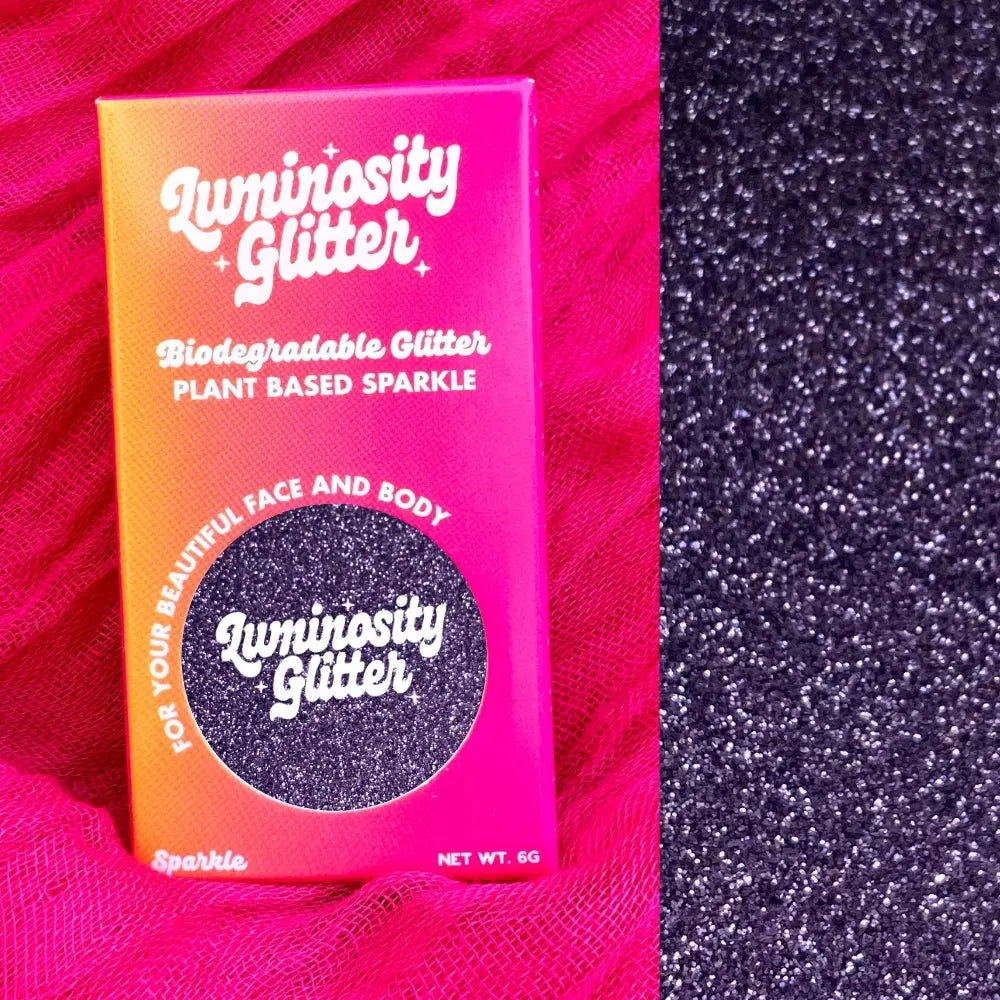 Luminosity
Glitter
Biodegradable Glitter
PLANT BASED SPARKLE
FOR YOUR BEAUTIFUL FACE AND BODY
Luminosity
Glitter
Sparkle
NET WT. 6G